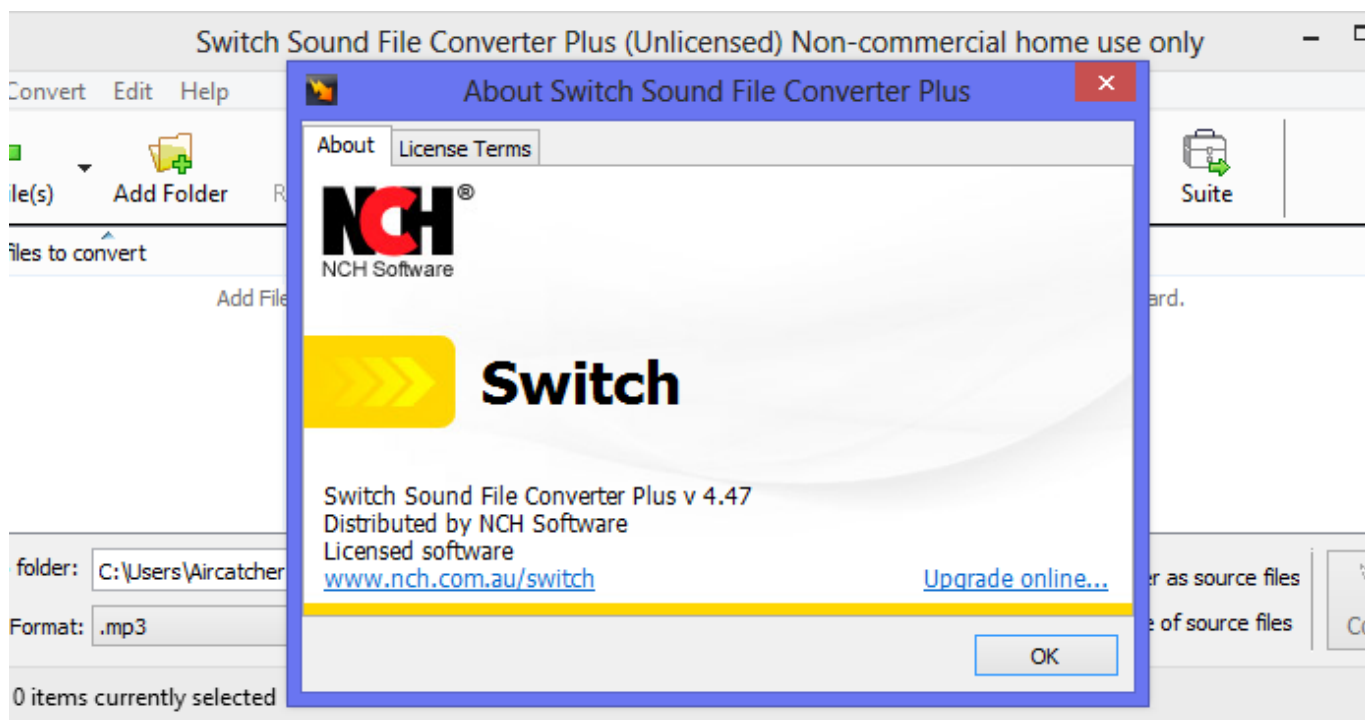 Switch Sound File Converter Plus (Unlicensed) Non-commercial home use only
Convert Edit Help
About Switch Sound File Converter Plus
About
License Terms
ile(s)
Add Folder
R
Suite
files to convert
Add File
ard.
NCH®
NCH Software
Switch
Switch Sound File Converter Plus v 4.47
Distributed by NCH Software
Licensed software
www.nch.com.au/switch
Upgrade online...
folder: C:\Users\Aircatcher
er as source files
Format: .mp3
e of source files
Co
OK
0 items currently selected